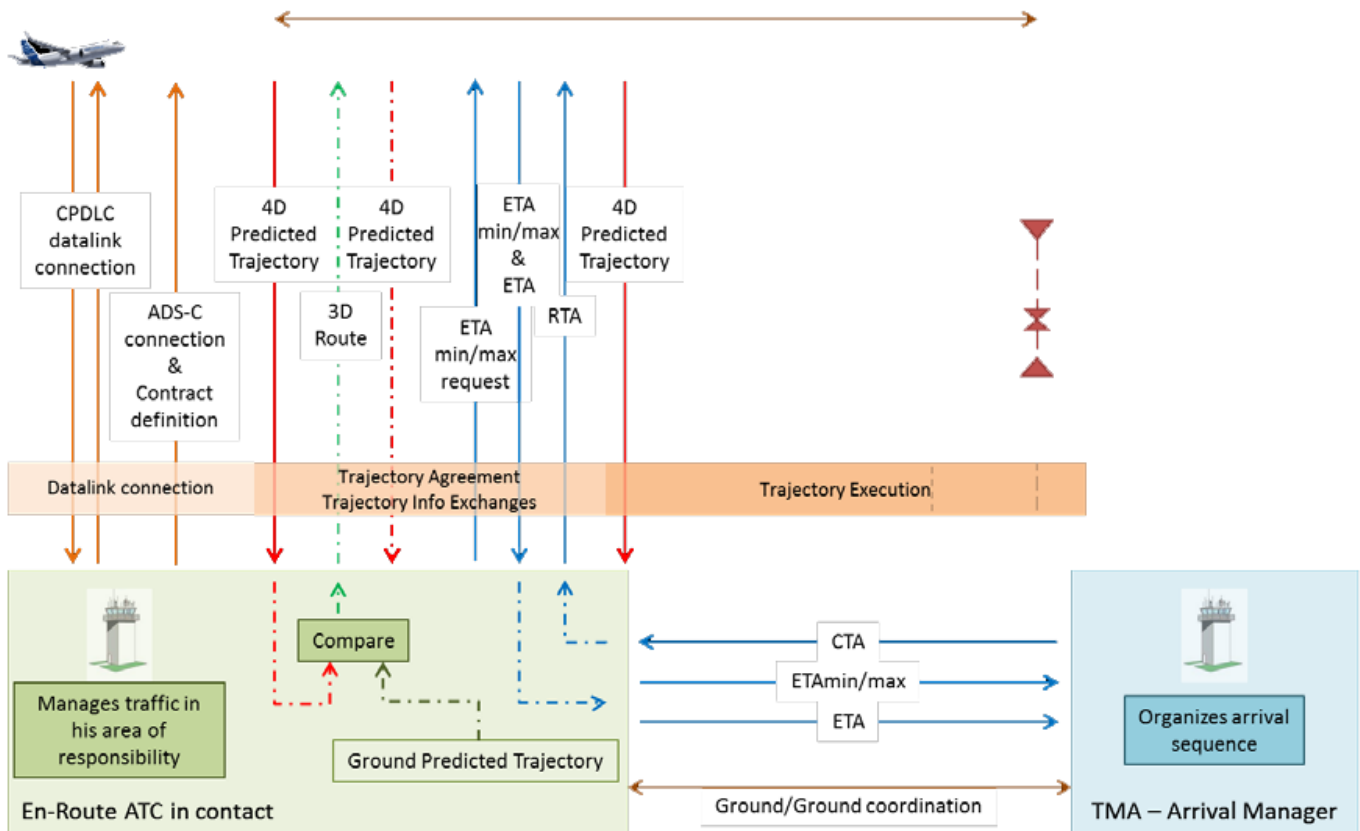 CPDLC
datalink
connection
ADS-C
connection
&
Contract
definition
4D
Predicted
Trajectory
3D
Route
4D
Predicted
Trajectory
ETA
min/max
request
ETA
min/max
&
ETA
RTA
4D
Predicted
Trajectory
Datalink connection
Trajectory Agreement
Trajectory Info Exchanges
Trajectory Execution
Compare
Manages traffic in
his area of
responsibility
Ground Predicted Trajectory
En-Route ATC in contact
CTA
ETAmin/max
ETA
Ground/Ground coordination
Organizes arrival
sequence
TMA – Arrival Manager